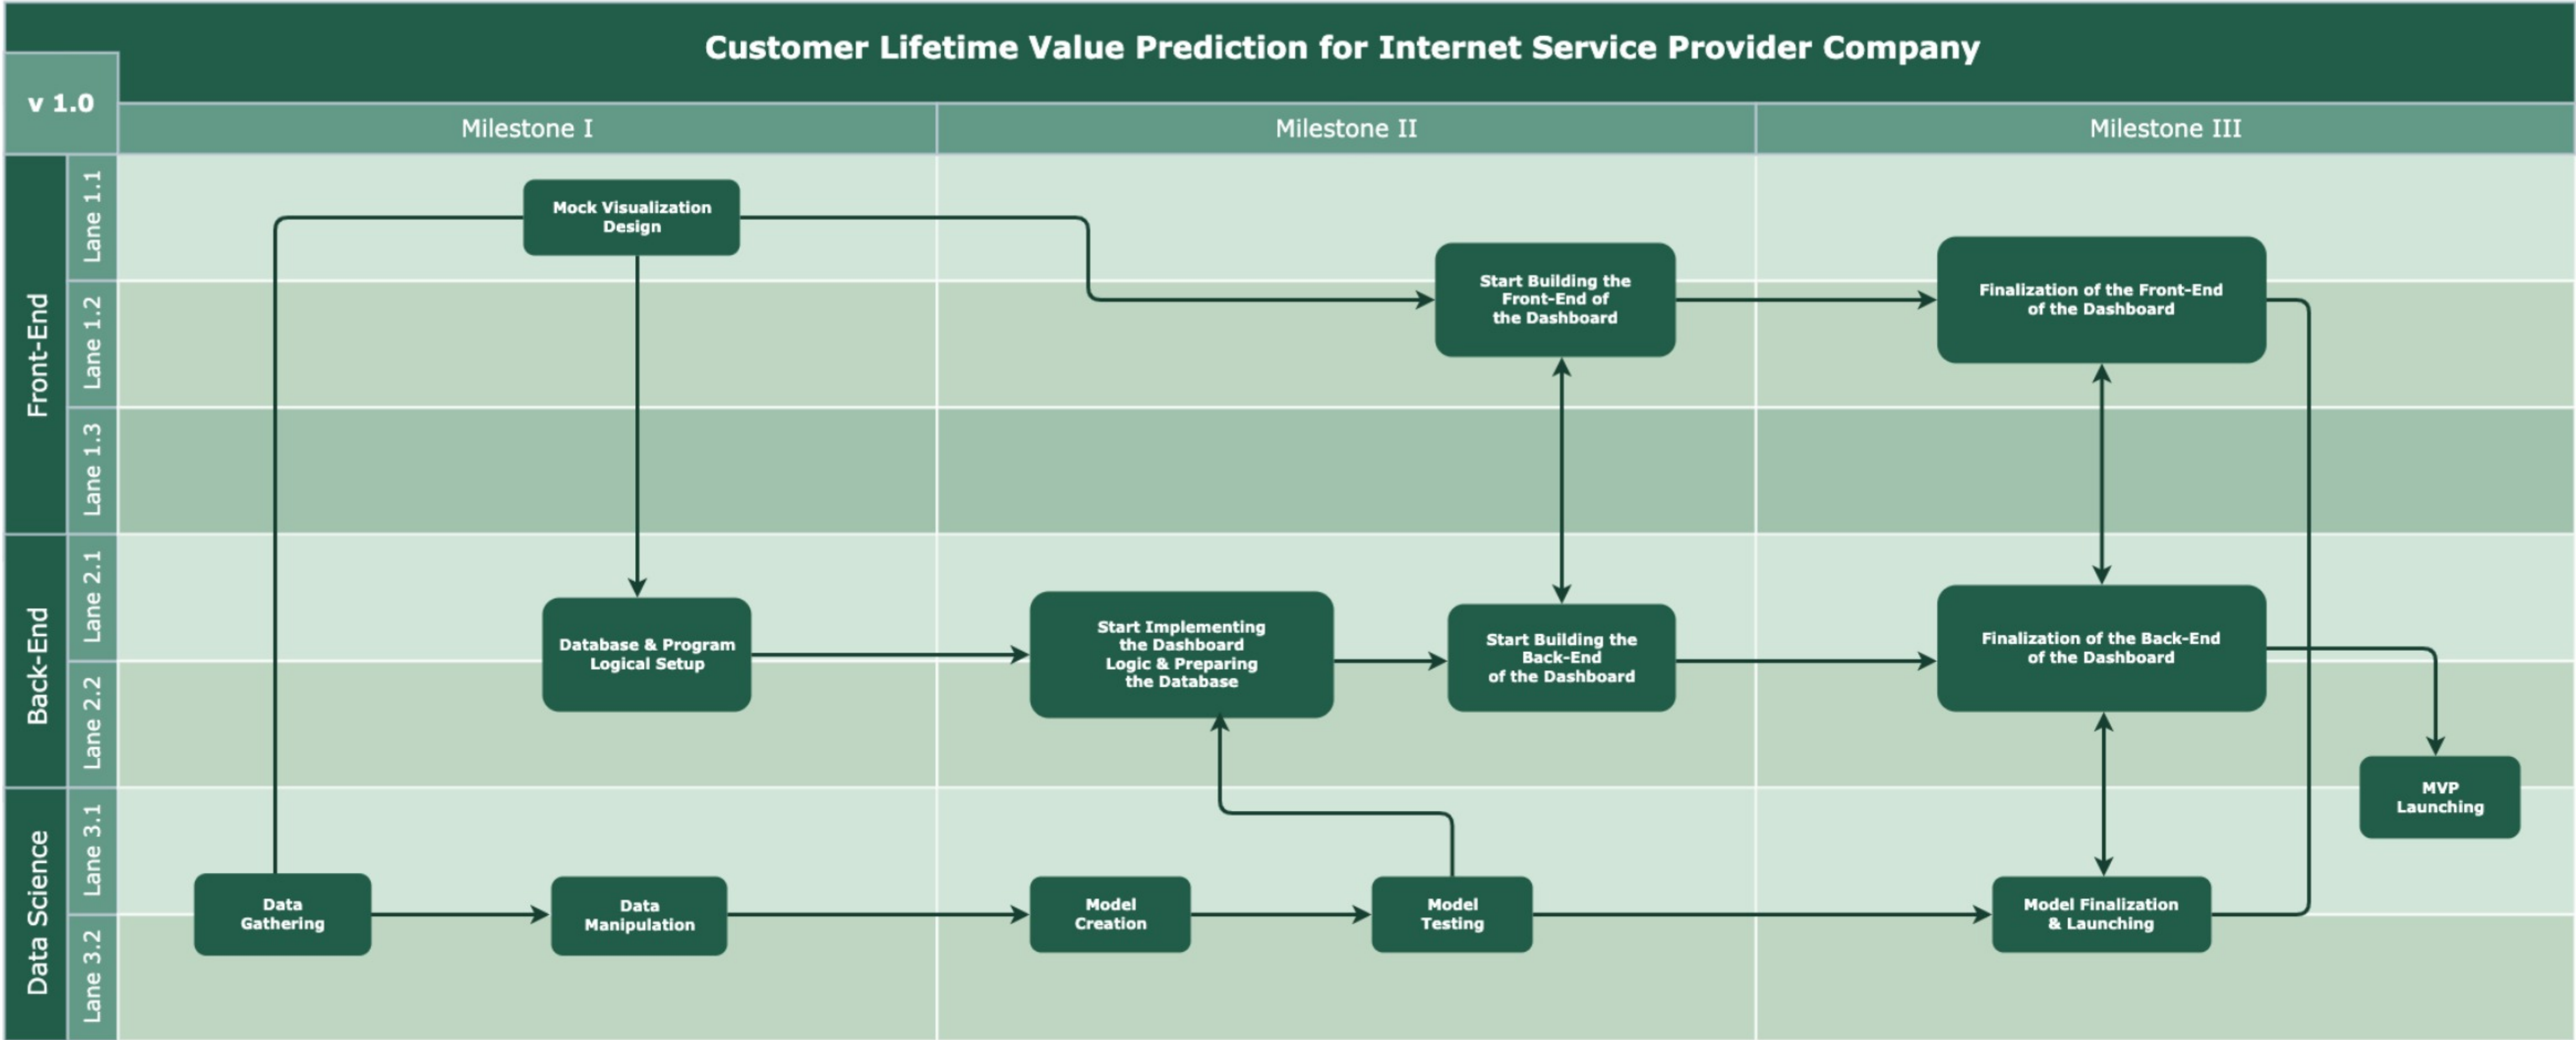 Customer Lifetime Value Prediction for Internet Service Provider Company
v 1.0
Milestone I
Milestone II
Milestone III
Front-End
Lane 1.1
Lane 1.2
Lane 1.3
Mock Visualization
Design
Start Building the
Front-End of
the Dashboard
Finalization of the Front-End
of the Dashboard
Back-End
Lane 2.1
Lane 2.2
Database & Program
Logical Setup
Start Implementing
the Dashboard
Logic & Preparing
the Database
Start Building the
Back-End
of the Dashboard
Finalization of the Back-End
of the Dashboard
MVP
Launching
Data Science
Lane 3.1
Lane 3.2
Data
Gathering
Data
Manipulation
Model
Creation
Model
Testing
Model Finalization
& Launching